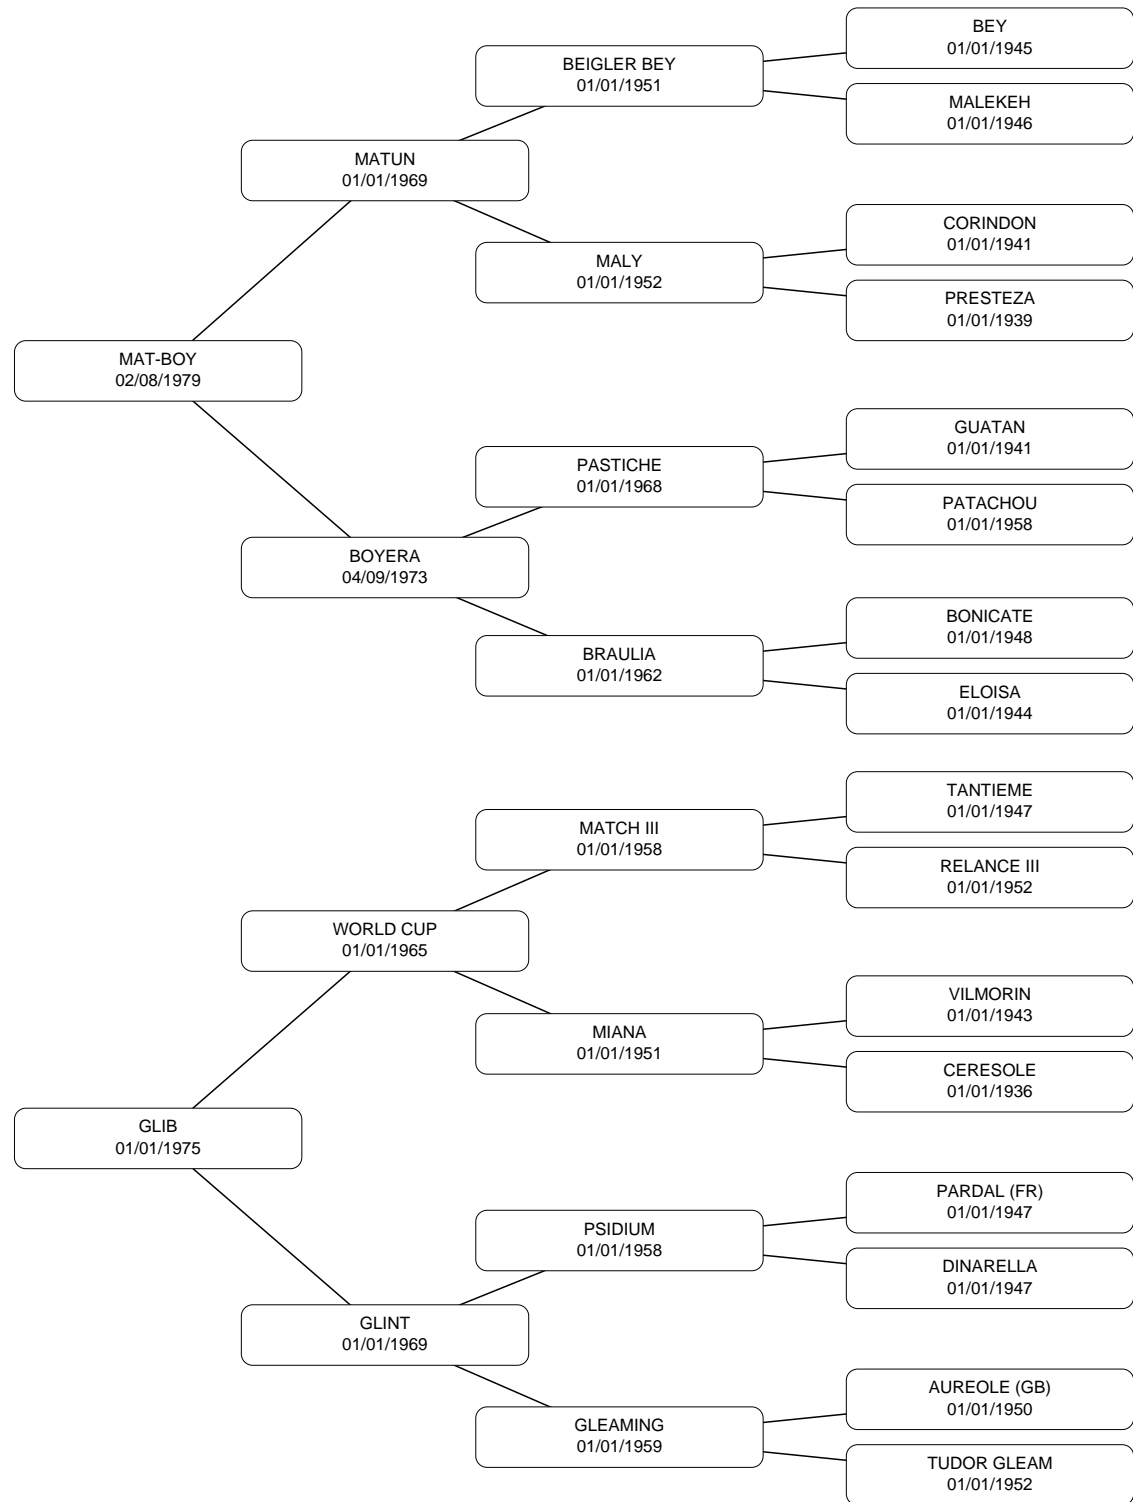 BEY
01/01/1945
BEIGLER BEY
01/01/1951
MALEKEH
01/01/1946
MATUN
01/01/1969
CORINDON
01/01/1941
MALY
01/01/1952
PRESTEZA
01/01/1939
MAT-BOY
02/08/1979
GUATAN
01/01/1941
PASTICHE
01/01/1968
PATACHOU
01/01/1958
BOYERA
04/09/1973
BONICATE
01/01/1948
BRAULIA
01/01/1962
ELOISA
01/01/1944
TANTIEME
01/01/1947
MATCH III
01/01/1958
RELANCE III
01/01/1952
WORLD CUP
01/01/1965
VILMORIN
01/01/1943
MIANA
01/01/1951
CERESOLE
01/01/1936
GLIB
01/01/1975
PARDAL (FR)
01/01/1947
PSIDIUM
01/01/1958
DINARELLA
01/01/1947
GLINT
01/01/1969
AUREOLE (GB)
01/01/1950
GLEAMING
01/01/1959
TUDOR GLEAM
01/01/1952